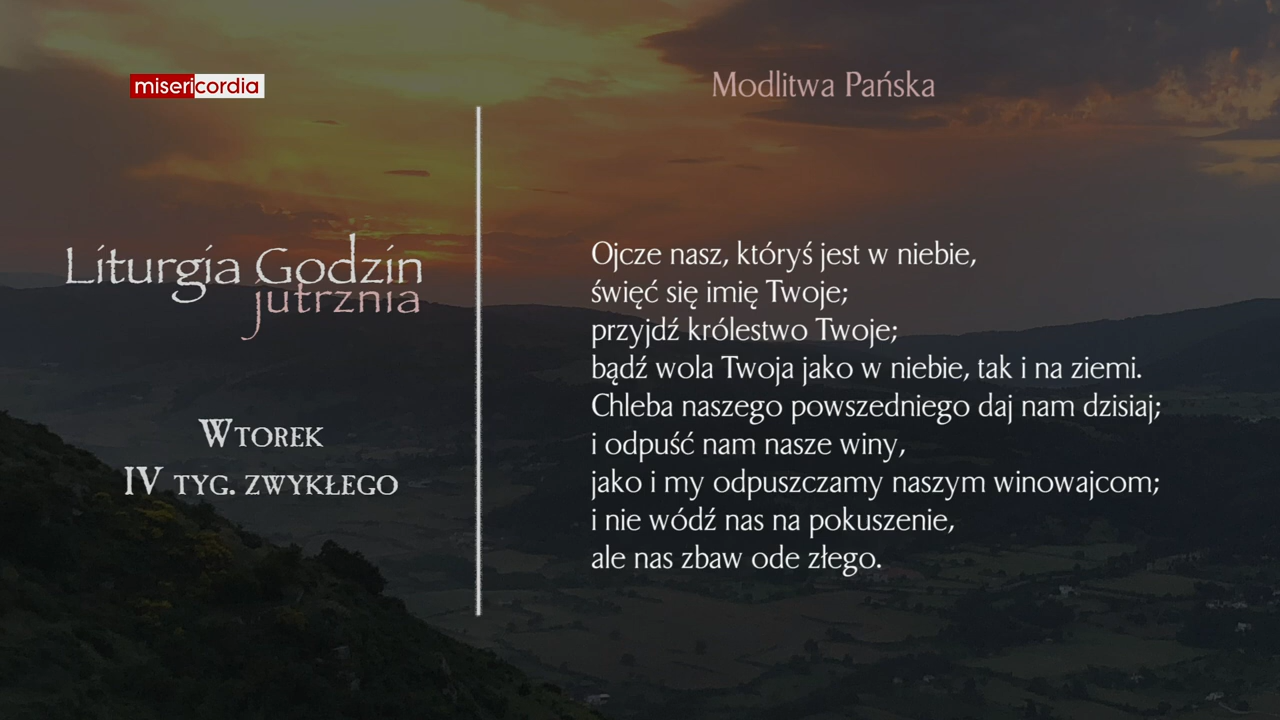 misericordia
Liturgia Godzin
jutrznia
Wtorek
IV tyg. zwykłego
Modlitwa Pańska
Ojcze nasz, któryś jest w niebie,
święć się imię Twoje;
przyjdź królestwo Twoje;
bądź wola Twoja jako w niebie, tak i na ziemi.
Chleba naszego powszedniego daj nam dzisiaj;
i odpuść nam nasze winy,
jako i my odpuszczamy naszym winowajcom;
i nie wódź nas na pokuszenie,
ale nas zbaw ode złego.